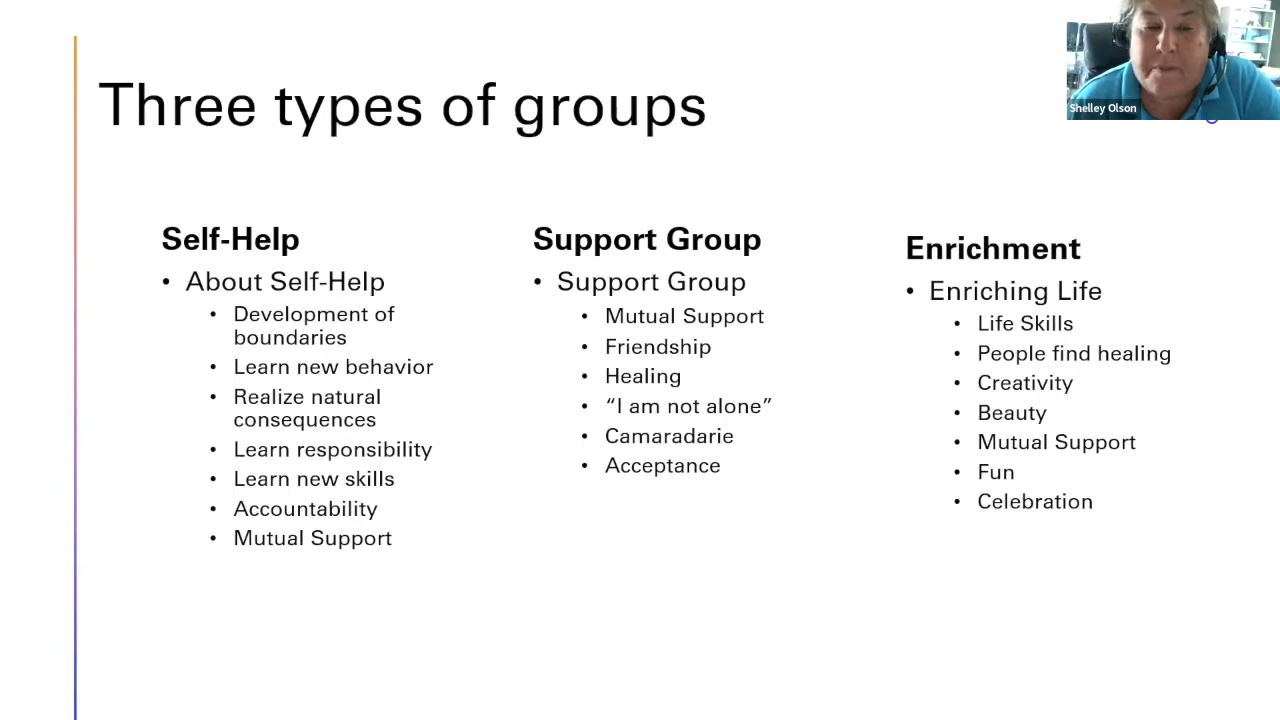 Three types of groups
Shelley Olson
Self-Help
• About Self-Help
• Development of
boundaries
• Learn new behavior
• Realize natural
consequences
• Learn responsibility
• Learn new skills
• Accountability
• Mutual Support
Support Group
• Support Group
• Mutual Support
• Friendship
• Healing
• “I am not alone”
• Camaradarie
• Acceptance
Enrichment
• Enriching Life
• Life Skills
• People find healing
• Creativity
• Beauty
• Mutual Support
• Fun
• Celebration